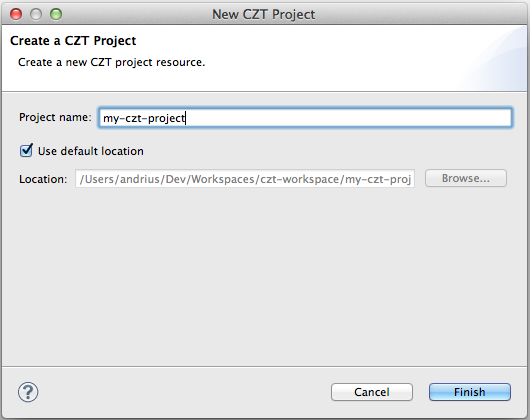 New CZT Project
Create a CZT Project
Create a new CZT project resource.
Project name: my-czt-project
Use default location
Location: /Users/andrius/Dev/Workspaces/czt-workspace/my-czt-proj Browse...
? Cancel Finish